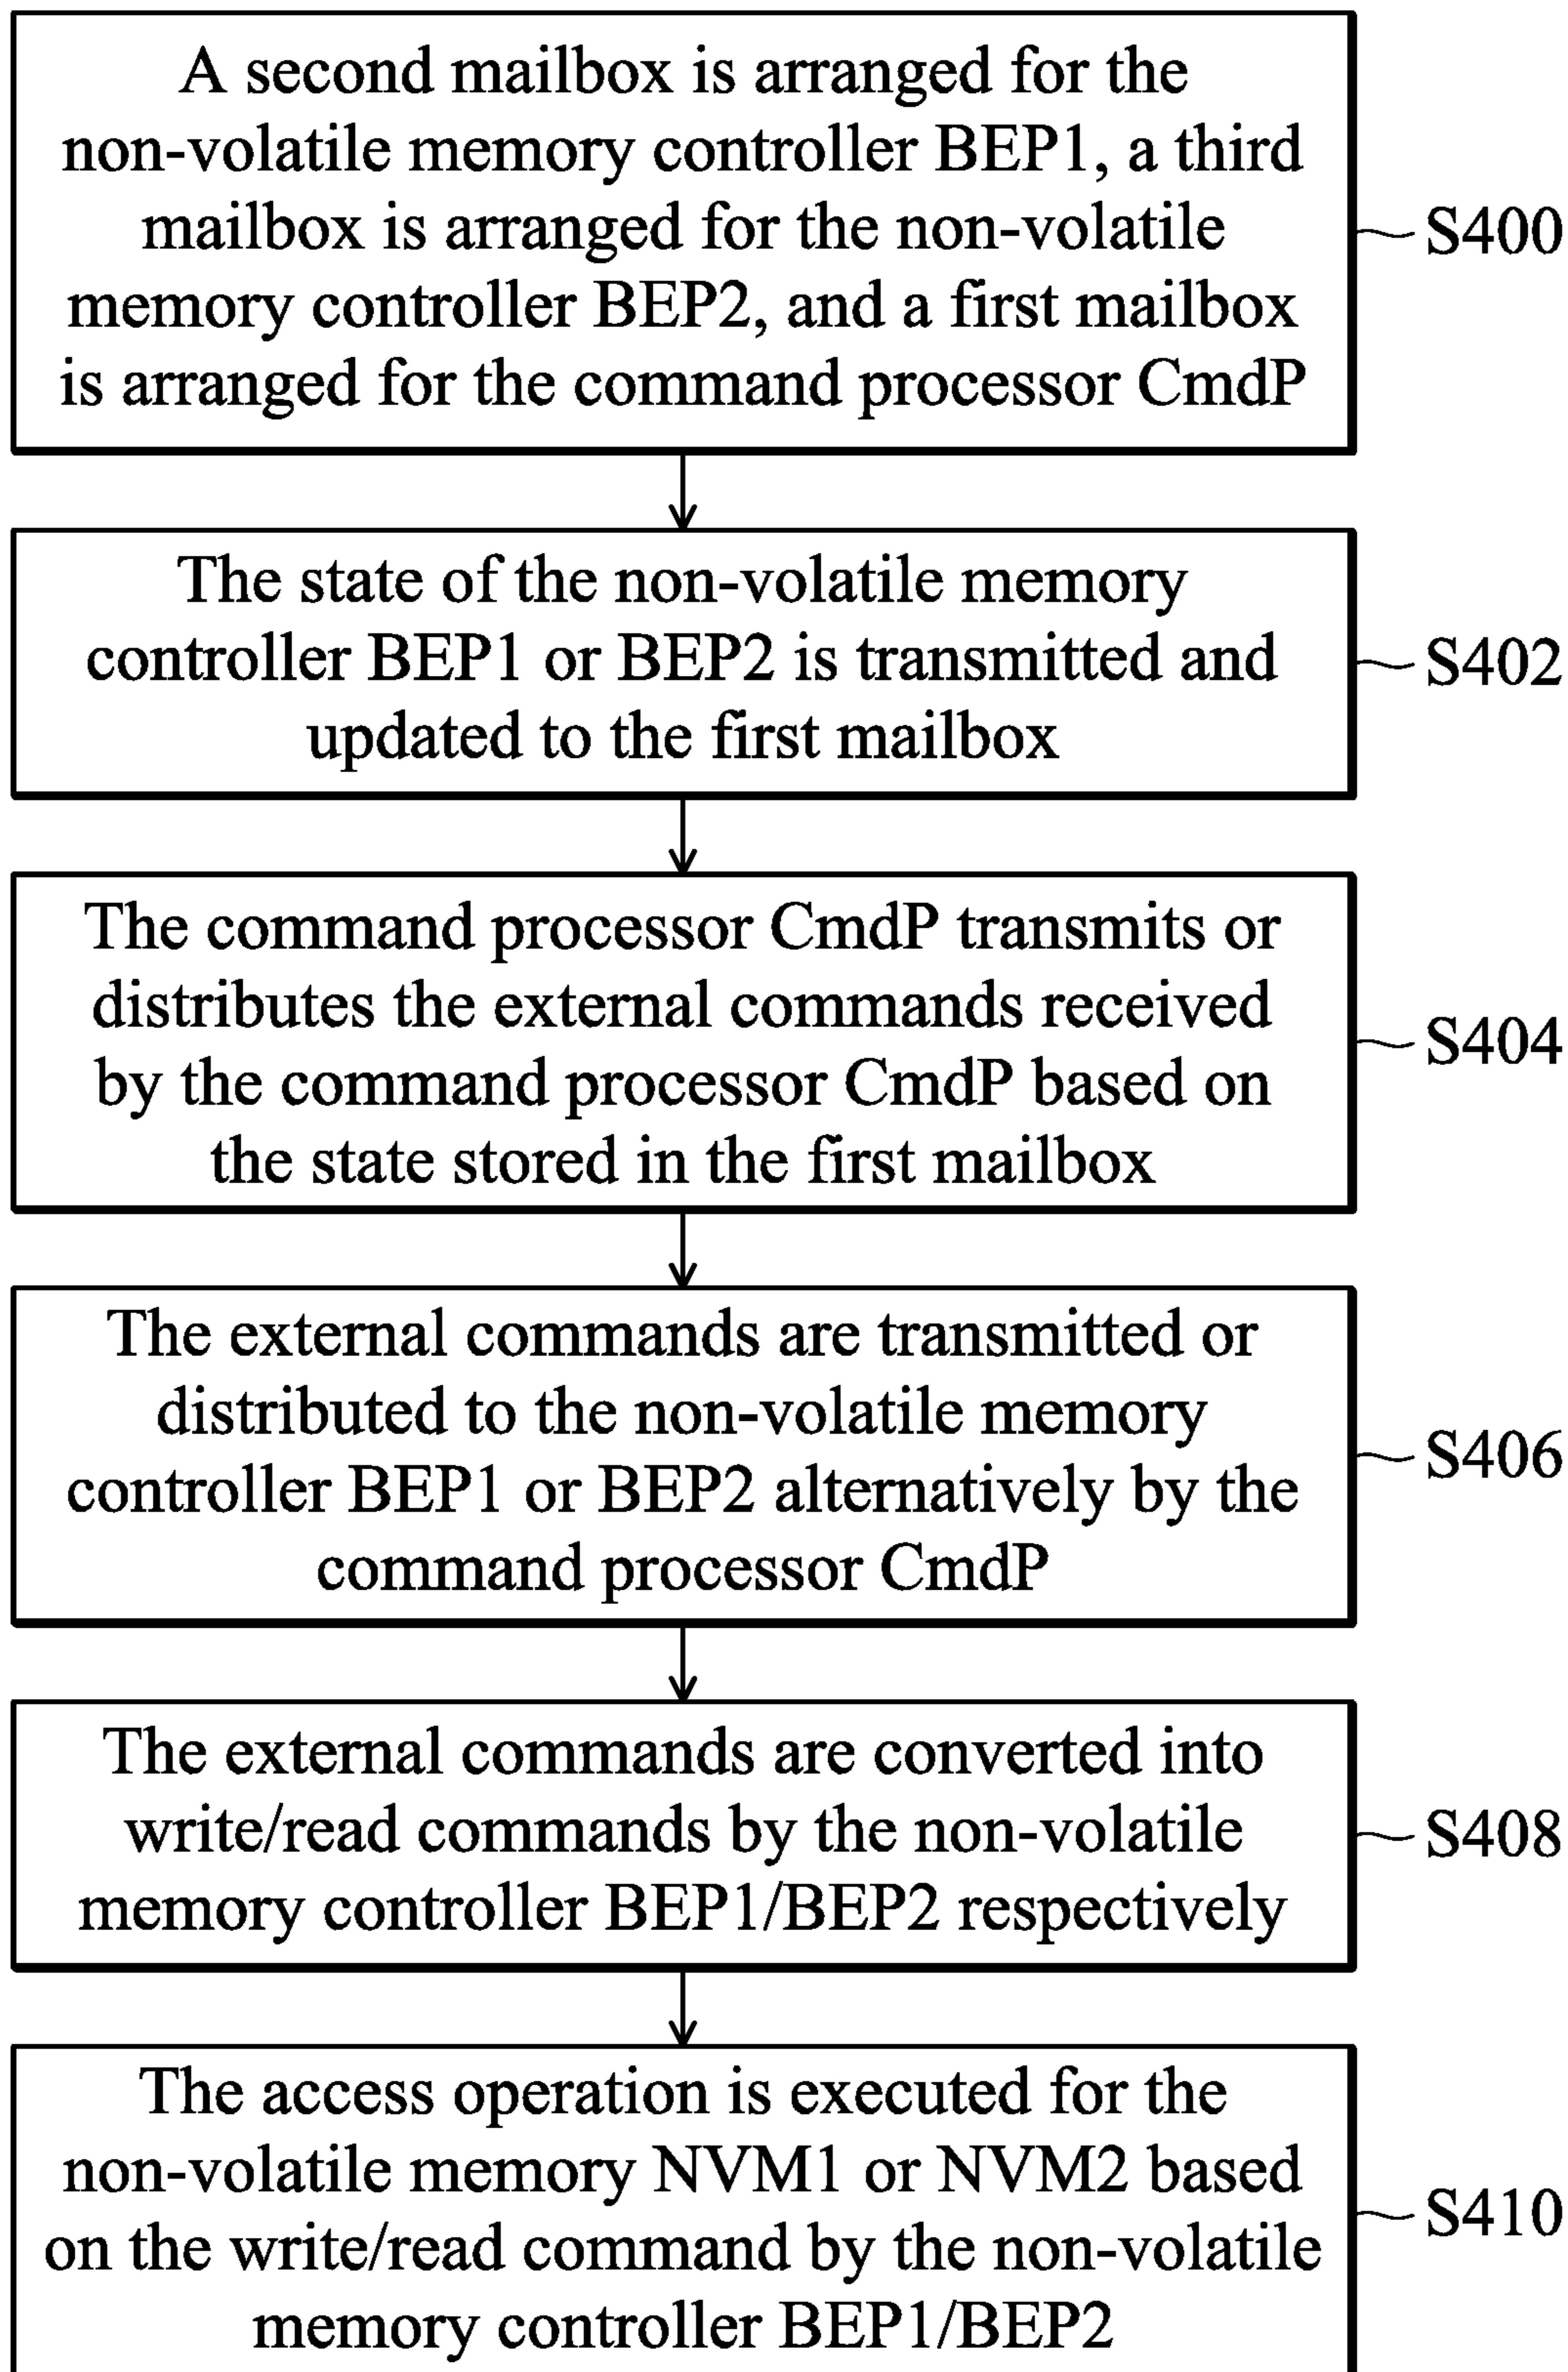 A second mailbox is arranged for the
non-volatile memory controller BEP1, a third
mailbox is arranged for the non-volatile
memory controller BEP2, and a first mailbox
is arranged for the command processor CmdP
S400
The state of the non-volatile memory
controller BEP1 or BEP2 is transmitted and
updated to the first mailbox
S402
The command processor CmdP transmits or
distributes the external commands received
by the command processor CmdP based on
the state stored in the first mailbox
S404
The external commands are transmitted or
distributed to the non-volatile memory
controller BEP1 or BEP2 alternatively by the
command processor CmdP
S406
The external commands are converted into
write/read commands by the non-volatile
memory controller BEP1/BEP2 respectively
S408
The access operation is executed for the
non-volatile memory NVM1 or NVM2 based
on the write/read command by the non-volatile
memory controller BEP1/BEP2
S410